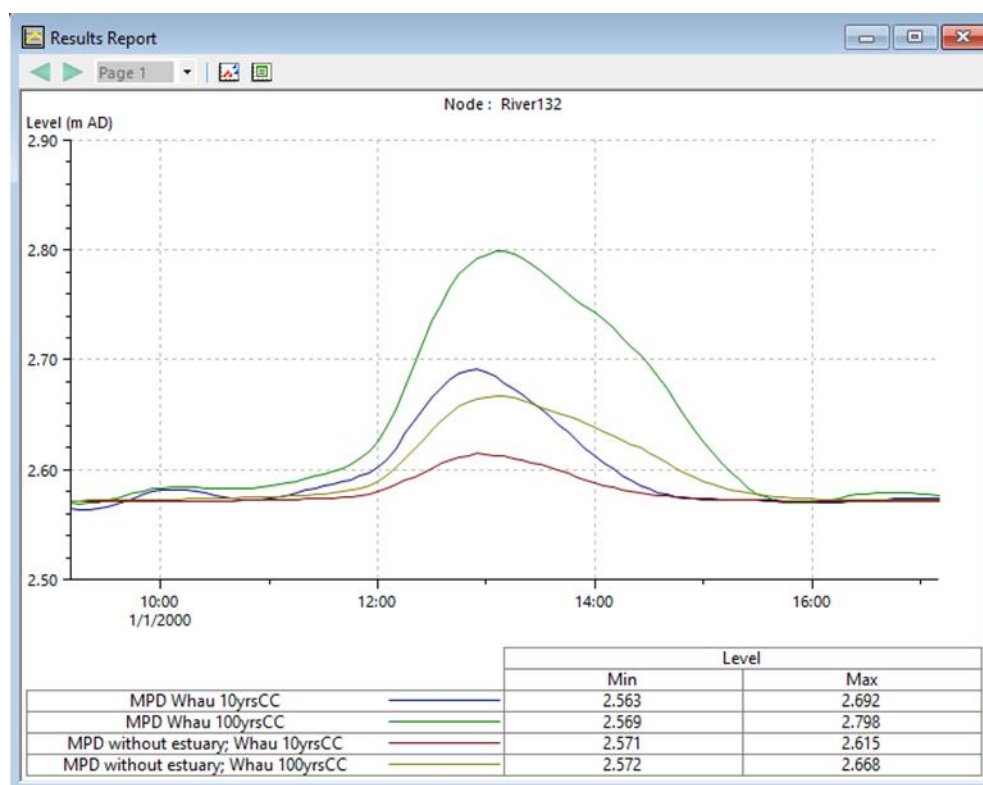 Results Report
Page 1
Node : River132
Level (m AD)
2.90
2.80
2.70
2.60
2.50
10:00 12:00 14:00 16:00
1/1/2000
Level
Min Max
MPD Whau 10yrsCC 2.563 2.692
MPD Whau 100yrsCC 2.569 2.798
MPD without estuary; Whau 10yrsCC 2.571 2.615
MPD without estuary; Whau 100yrsCC 2.572 2.668